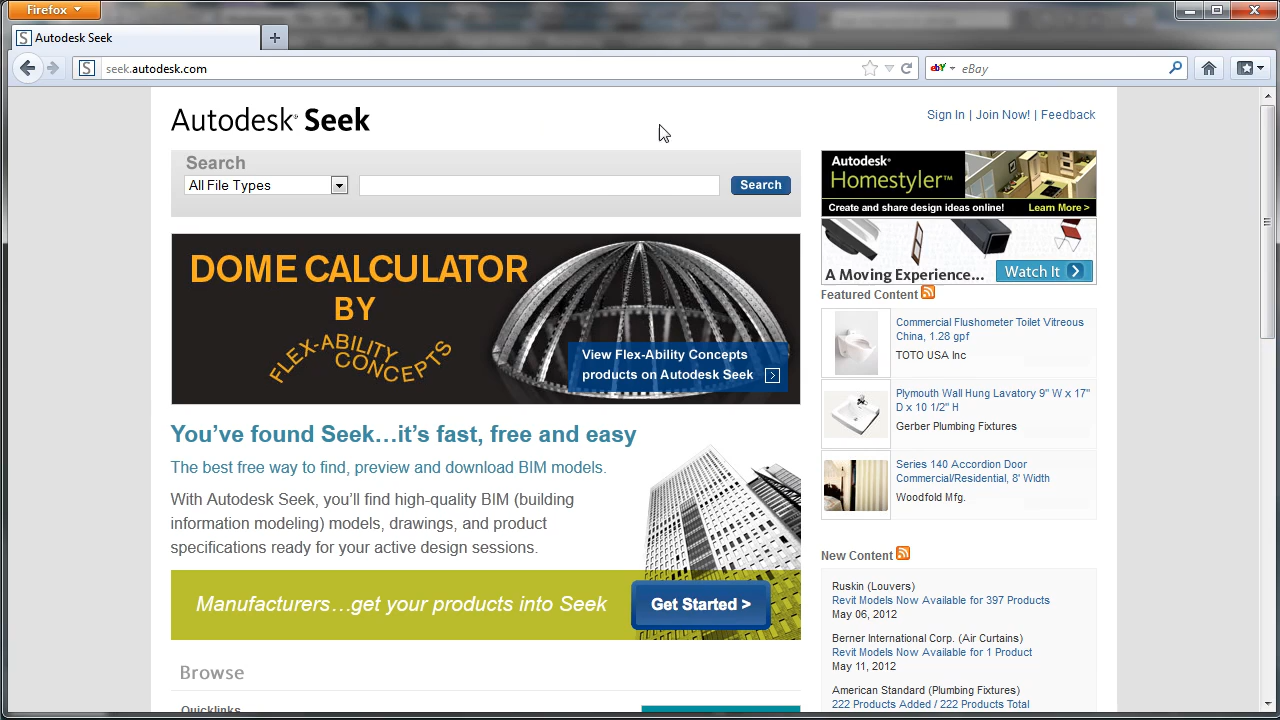 Firefox
Autodesk Seek
seek.autodesk.com
eBay
Autodesk Seek
Sign In | Join Now! | Feedback
Search
All File Types
Search
Autodesk®
Homestyler™
Create and share design ideas online! Learn More >
A Moving Experience... Watch It
DOME CALCULATOR
BY
FLEX-ABILITY
CONCEPTS
View Flex-Ability Concepts
products on Autodesk Seek
Featured Content
Commercial Flushometer Toilet Vitreous
China, 1.28 gpf
TOTO USA Inc
Plymouth Wall Hung Lavatory 9" W x 17"
D x 10 1/2" H
Gerber Plumbing Fixtures
Series 140 Accordion Door
Commercial/Residential, 8' Width
Woodfold Mfg.
You've found Seek…it's fast, free and easy
The best free way to find, preview and download BIM models.
With Autodesk Seek, you'll find high-quality BIM (building
information modeling) models, drawings, and product
specifications ready for your active design sessions.
Manufacturers…get your products into Seek
Get Started >
New Content
Ruskin (Louvers)
Revit Models Now Available for 397 Products
May 06, 2012
Berner International Corp. (Air Curtains)
Revit Models Now Available for 1 Product
May 11, 2012
American Standard (Plumbing Fixtures)
222 Products Added / 222 Products Total
Browse
Quicklinks